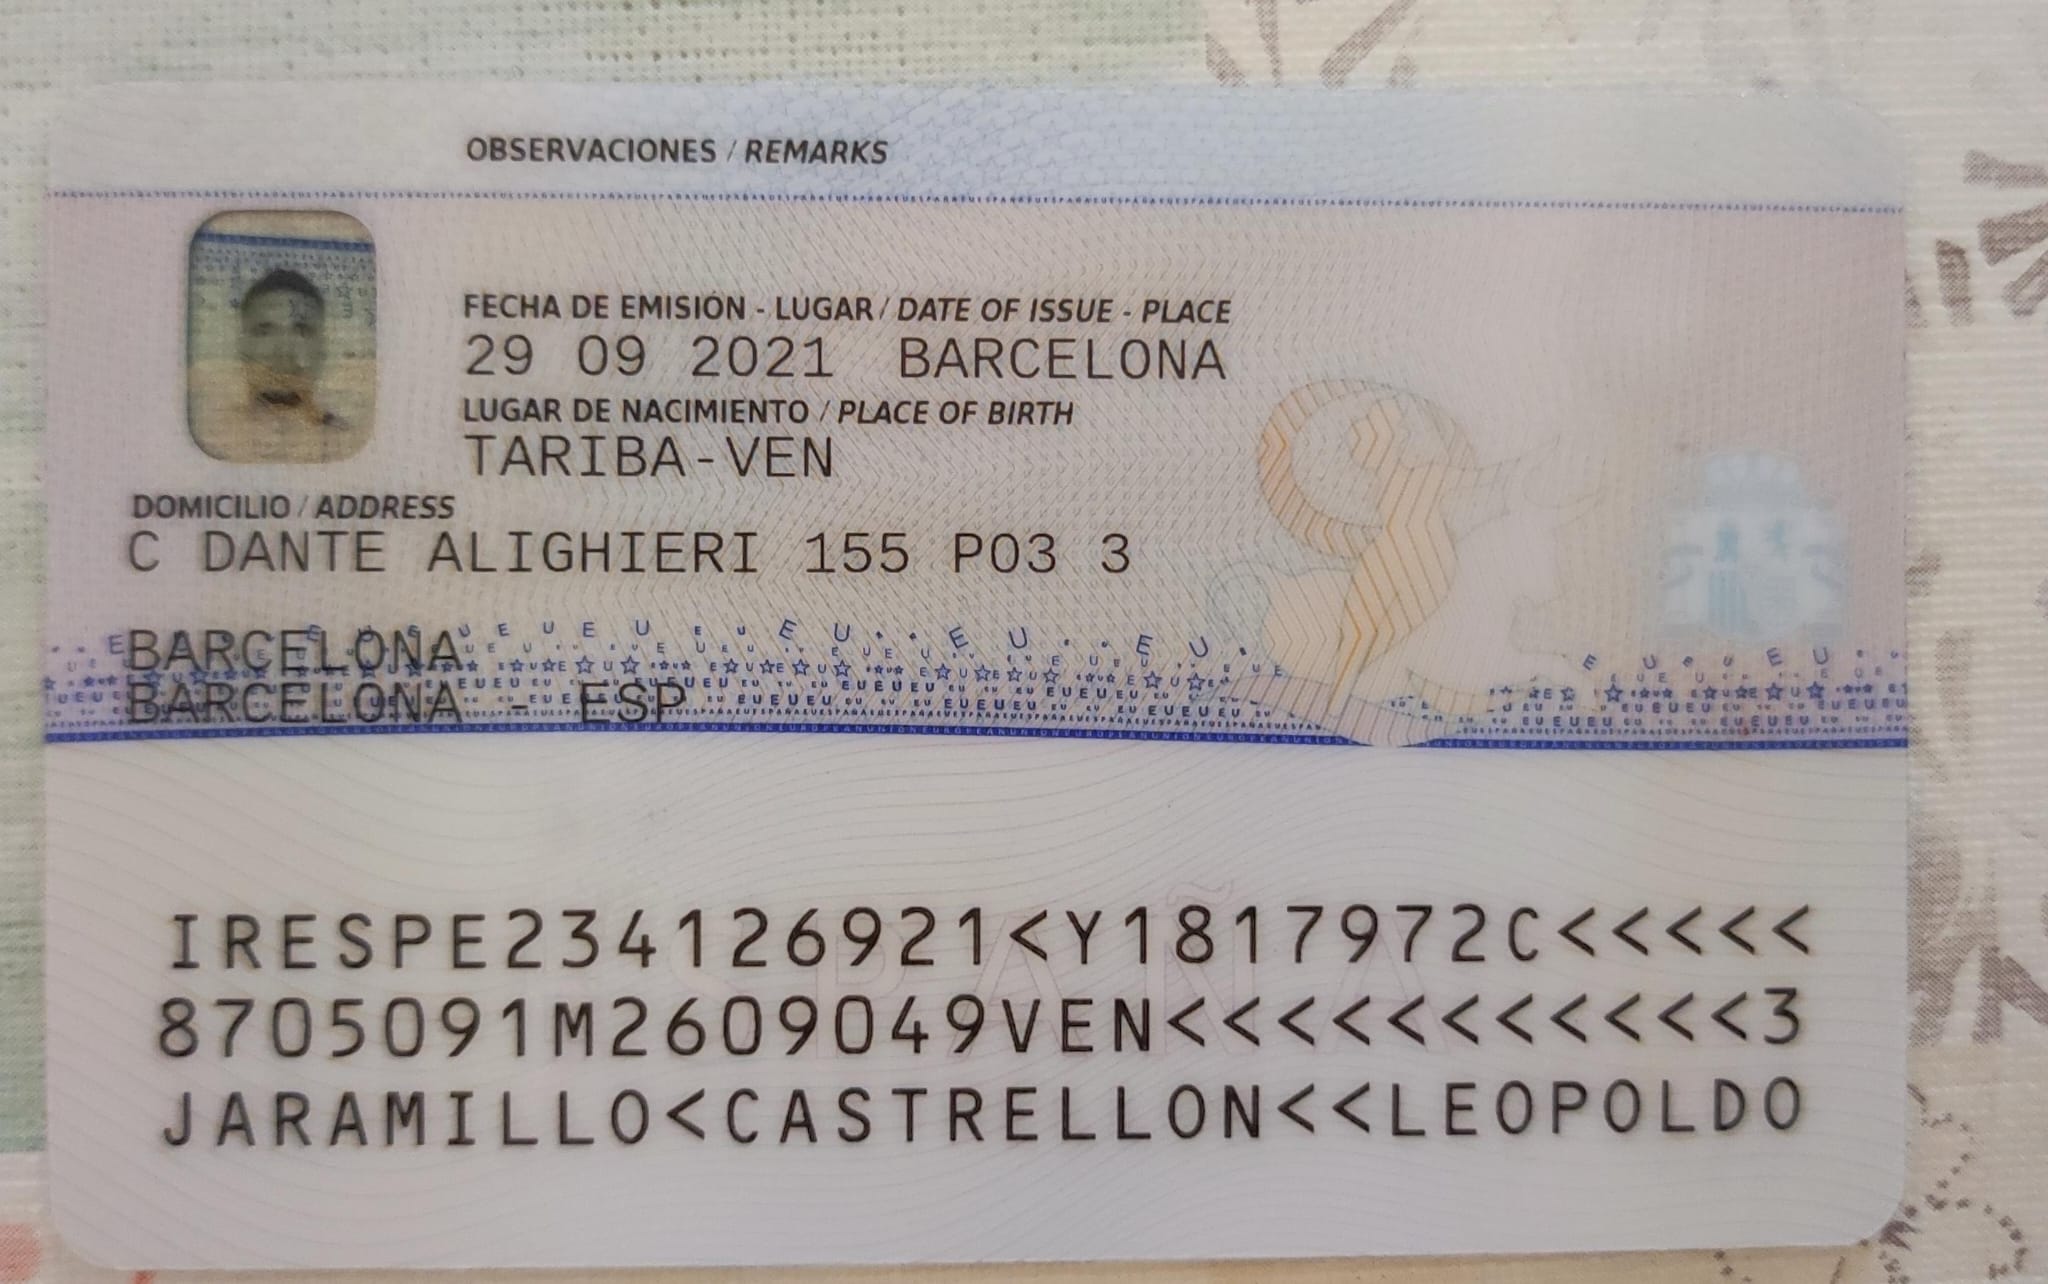 OBSERVACIONES / REMARKS
FECHA DE EMISIÓN - LUGAR / DATE OF ISSUE - PLACE
29 09 2021 BARCELONA
LUGAR DE NACIMIENTO / PLACE OF BIRTH
TARIBA-VEN
DOMICILIO / ADDRESS
C DANTE ALIGHIERI 155 P03 3
BARCELONA
BARCELONA - ESP
IRESPE234126921<Y1817972C<<<<<
8705091M2609049VEN<<<<<<<<<<<3
JARAMILLO<CASTRELLON<<LEOPOLDO